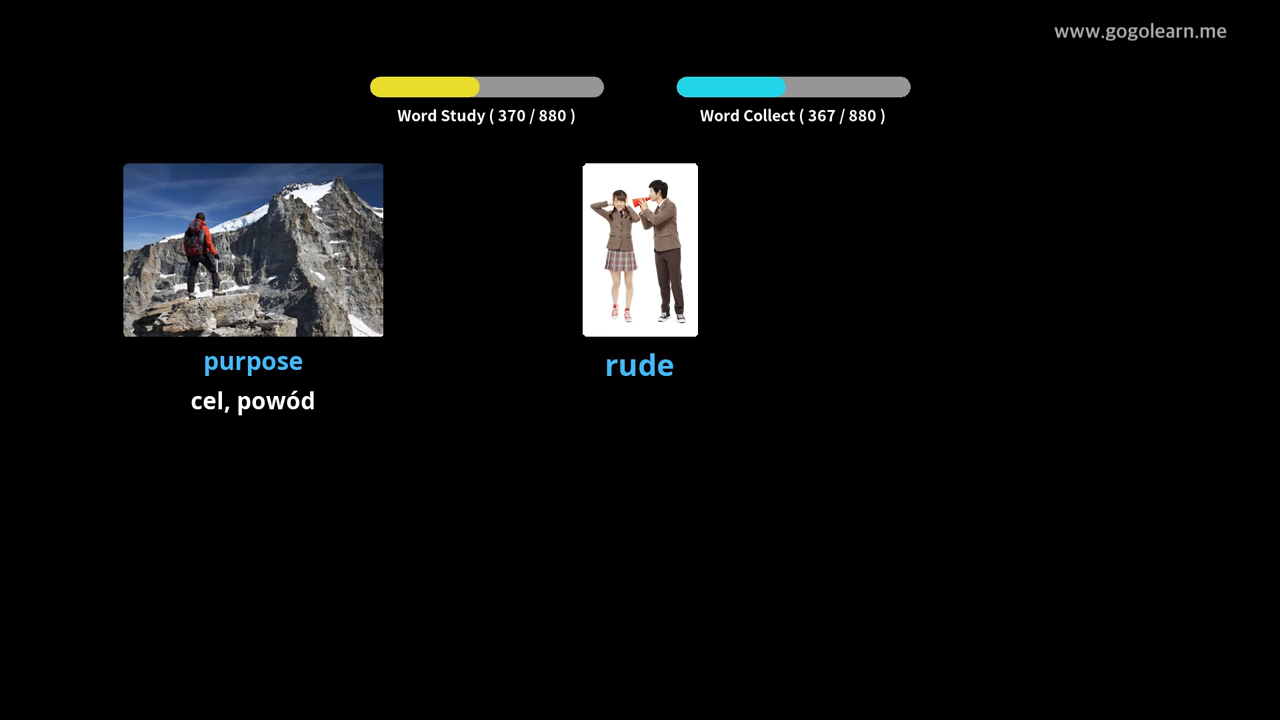 www.gogolearn.me
Word Study ( 370 / 880 )
Word Collect ( 367 / 880 )
purpose
cel, powód
rude